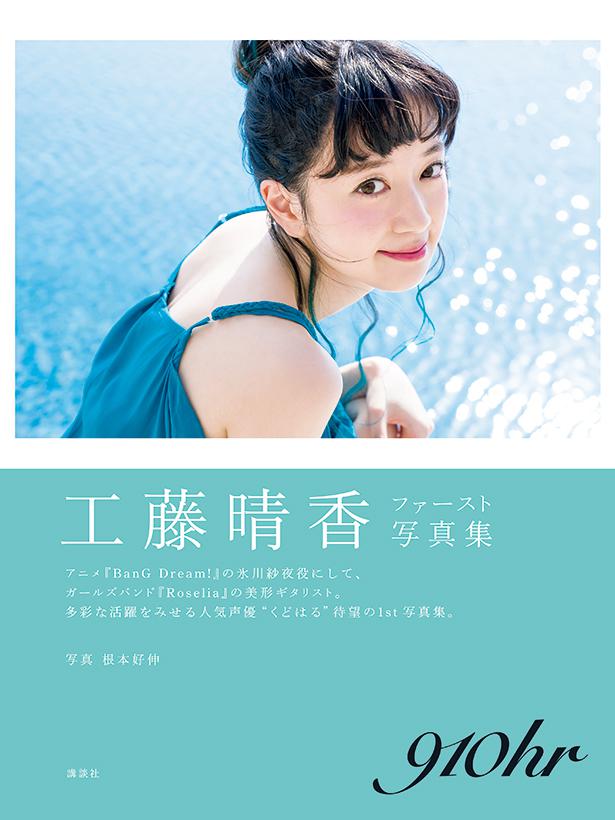 工藤晴香
ファースト
写真集
アニメ『BanG Dream!』の氷川紗夜役にして、
ガールズバンド『Roselia』の美形ギタリスト。
多彩な活躍をみせる人気声優“くどはる”待望の1st写真集。
写真 根本好伸
講談社
910hr